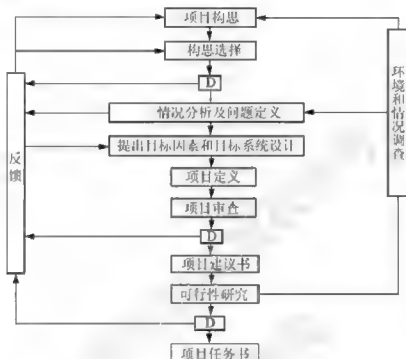 项目构思
构思选择
D
情况分析及问题定义
提出目标因素和目标系统设计
项目定义
项目审查
D
项目建议书
可行性研究
D
项目任务书
反馈
环境和情况调查